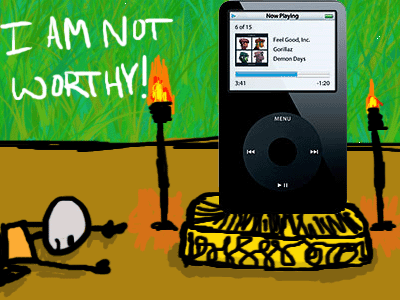 I AM NOT
WORTHY!
Now Playing
6 of 15
Feel Good, Inc.
Gorillaz
Demon Days
3:41
-1:20
MENU